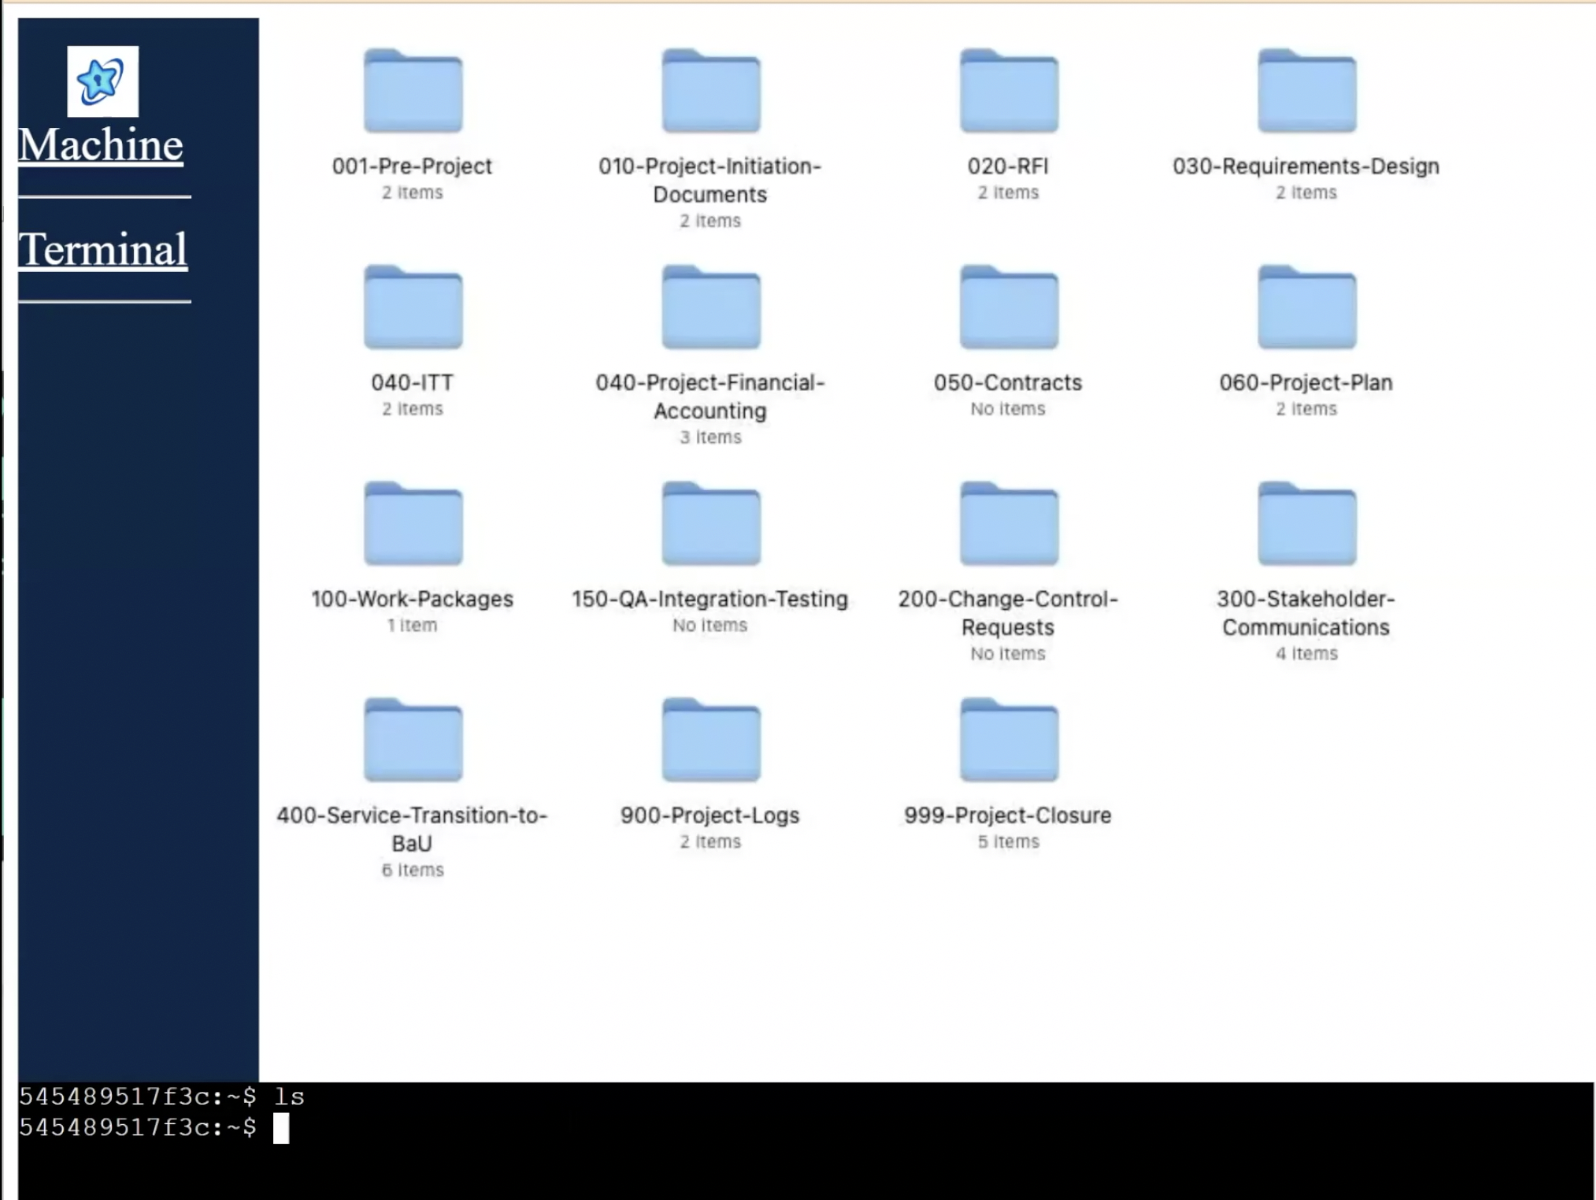 Machine
Terminal
001-Pre-Project
2 items
010-Project-Initiation-
Documents
2 items
020-RFI
2 items
030-Requirements-Design
2 items
040-ITT
2 items
040-Project-Financial-
Accounting
3 items
050-Contracts
No items
060-Project-Plan
2 items
100-Work-Packages
1 item
150-QA-Integration-Testing
No items
200-Change-Control-
Requests
No items
300-Stakeholder-
Communications
4 items
400-Service-Transition-to-
BaU
6 items
900-Project-Logs
2 items
999-Project-Closure
5 items
545489517f3c:~$ ls
545489517f3c:~$